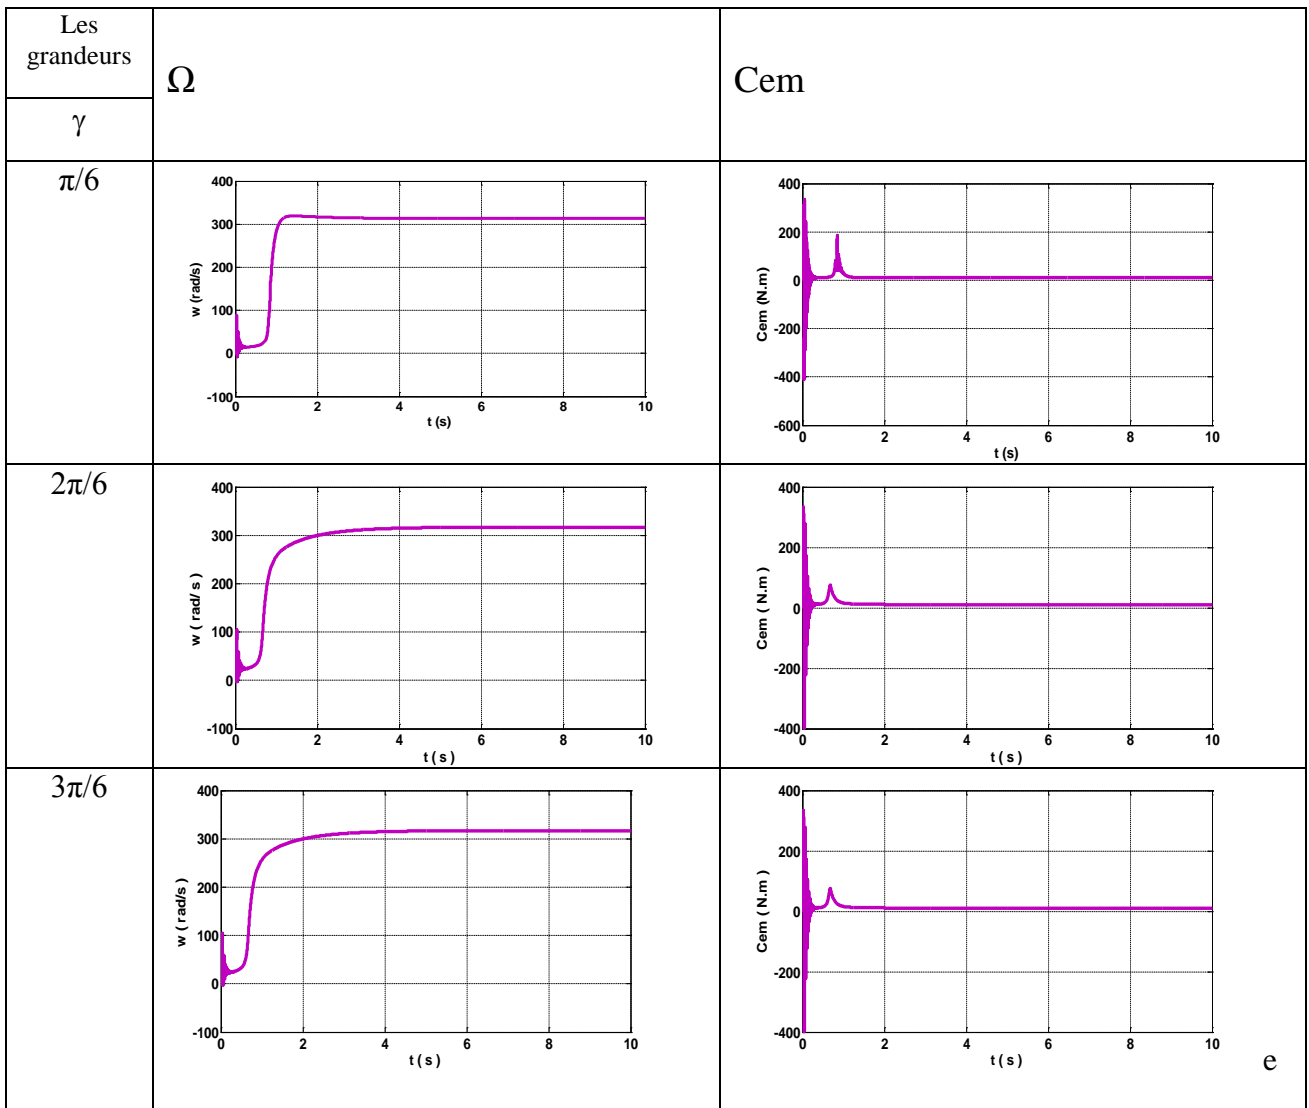 Les
grandeurs
Ω
Cem
γ
π/6
400
300
200
100
0
-100
w (rad/s)
0 2 4 6 8 10
t (s)
400
200
0
-200
-400
-600
Cem (N.m)
0 2 4 6 8 10
t (s)
2π/6
400
300
200
100
0
-100
w ( rad/ s )
0 2 4 6 8 10
t ( s )
400
200
0
-200
-400
Cem ( N.m )
0 2 4 6 8 10
t ( s )
3π/6
400
300
200
100
0
-100
w ( rad/s )
0 2 4 6 8 10
t ( s )
400
200
0
-200
-400
Cem ( N.m )
0 2 4 6 8 10
t ( s )
e